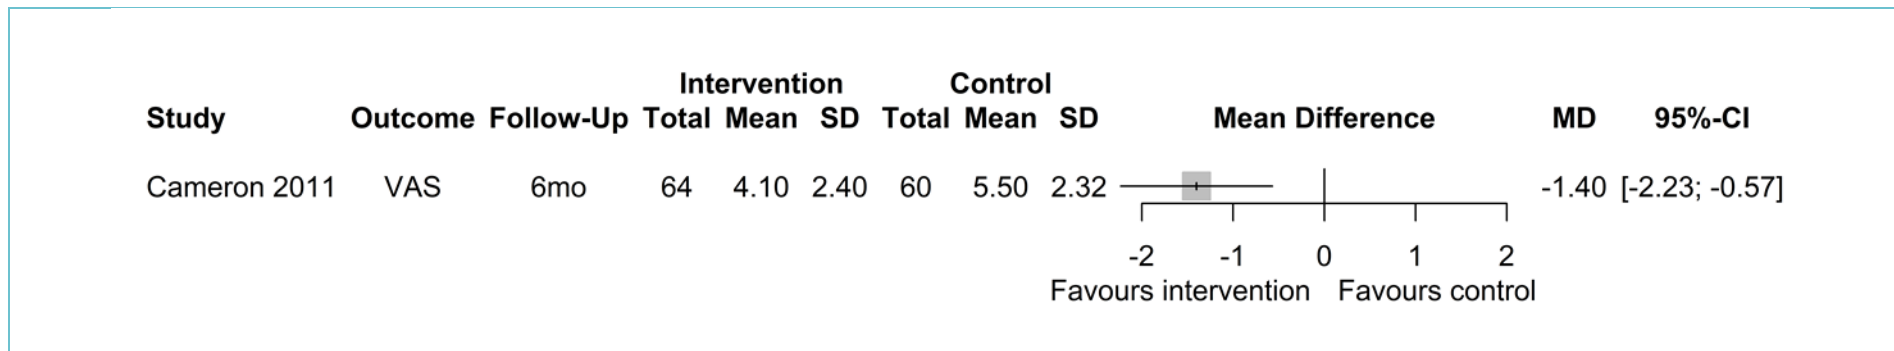 Intervention Control
Study Outcome Follow-Up Total Mean SD Total Mean SD Mean Difference MD 95%-CI
Cameron 2011 VAS 6mo 64 4.10 2.40 60 5.50 2.32 -1.40 [-2.23; -0.57]
-2 -1 0 1 2
Favours intervention Favours control